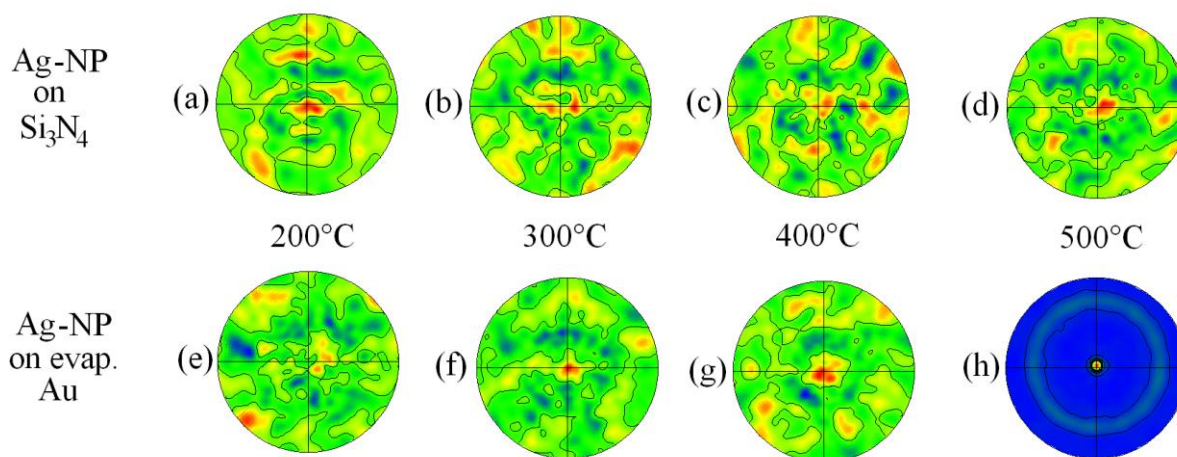 Ag-NP
on
Si₃N₄
(a)
(b)
(c)
(d)
200°C
300°C
400°C
500°C
Ag-NP
on evap.
Au
(e)
(f)
(g)
(h)